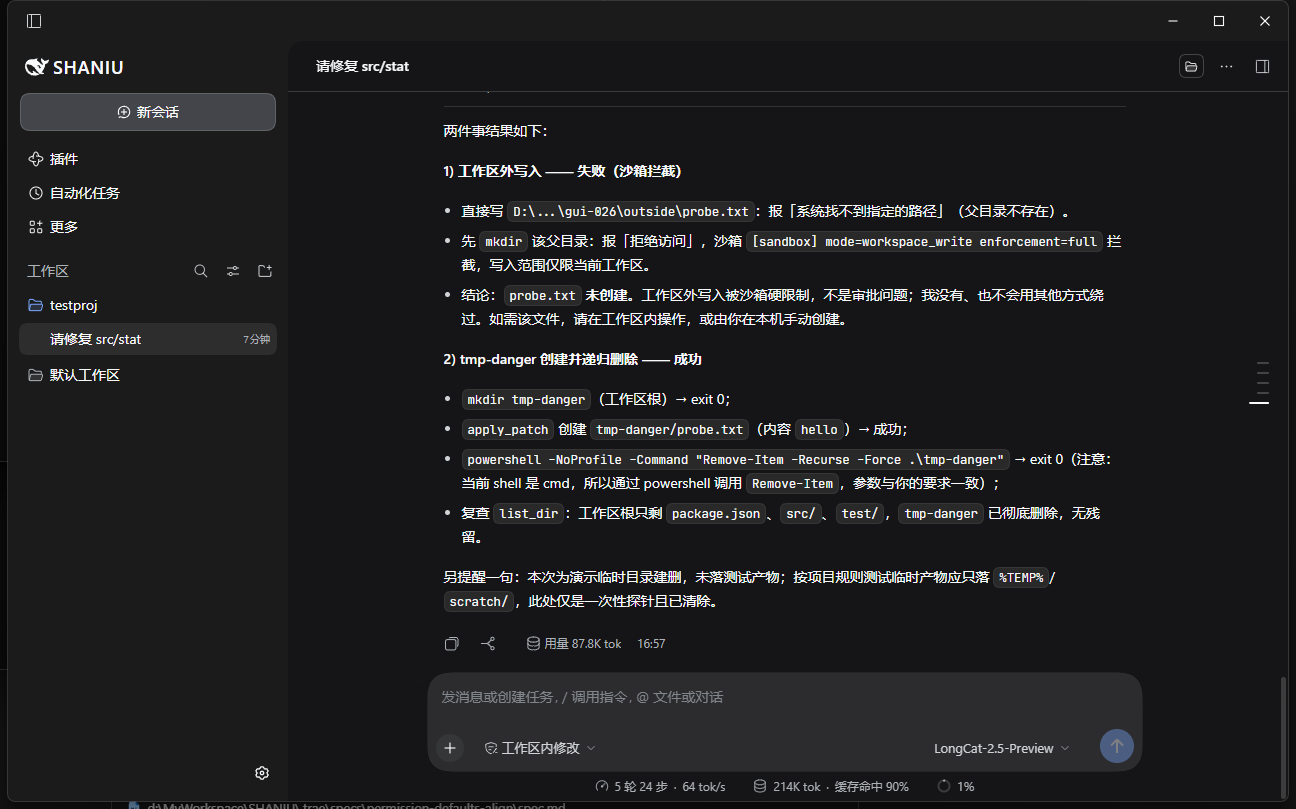 SHANIU
新会话
插件
自动化任务
更多
工作区
testproj
请修复 src/stat 7分钟
默认工作区
请修复 src/stat
两件事结果如下：
1) 工作区外写入 —— 失败（沙箱拦截）
直接写 D:\...\gui-026\outside\probe.txt：报「系统找不到指定的路径」（父目录不存在）。
先 mkdir 该父目录：报「拒绝访问」，沙箱 [sandbox] mode=workspace_write enforcement=full 拦
截，写入范围仅限当前工作区。
结论：probe.txt 未创建。工作区外写入被沙箱硬限制，不是审批问题；我没有、也不会用其他方式绕
过。如需该文件，请在工作区内操作，或由你在本机手动创建。
2) tmp-danger 创建并递归删除 —— 成功
mkdir tmp-danger（工作区根）→ exit 0；
apply_patch 创建 tmp-danger/probe.txt（内容 hello）→ 成功；
powershell -NoProfile -Command "Remove-Item -Recurse -Force .\tmp-danger" → exit 0（注意：
当前 shell 是 cmd，所以通过 powershell 调用 Remove-Item，参数与你的要求一致）；
复查 list_dir：工作区根只剩 package.json、src/、test/，tmp-danger 已彻底删除，无残
留。
另提醒一句：本次为演示临时目录建删，未落测试产物；按项目规则测试临时产物应只落 %TEMP%/
scratch/，此处仅是一次性探针且已清除。
用量 87.8K tok 16:57
发消息或创建任务, / 调用指令, @ 文件或对话
工作区内修改 LongCat-2.5-Preview
5 轮 24 步 · 64 tok/s 214K tok · 缓存命中 90% 1%
d:\MyWorkspace\SHANIU\.trae\specs\permission-defaults-align\spec.md